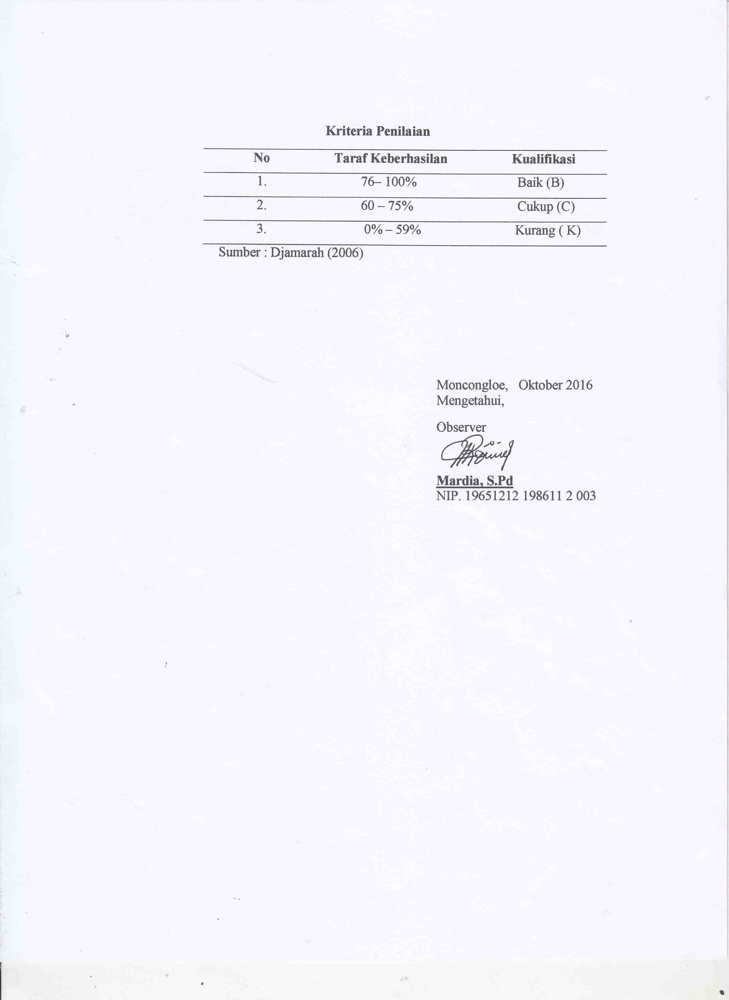 Kriteria Penilaian
No Taraf Keberhasilan Kualifikasi
1. 76– 100% Baik (B)
2. 60 – 75% Cukup (C)
3. 0% – 59% Kurang ( K)
Sumber : Djamarah (2006)
Moncongloe, Oktober 2016
Mengetahui,
Observer
Mardia, S.Pd
NIP. 19651212 198611 2 003